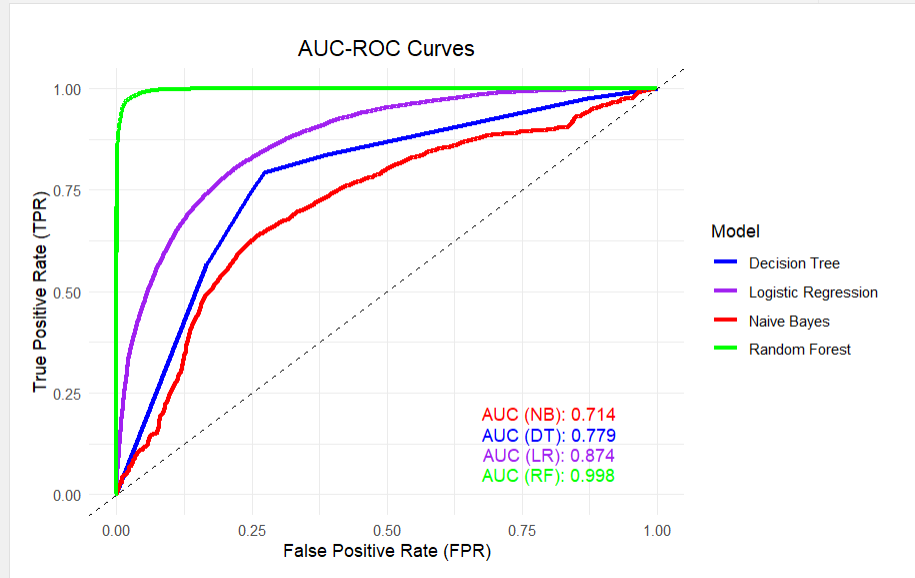 AUC-ROC Curves
True Positive Rate (TPR)
1.00
0.75
0.50
0.25
0.00
0.00 0.25 0.50 0.75 1.00
False Positive Rate (FPR)
AUC (NB): 0.714
AUC (DT): 0.779
AUC (LR): 0.874
AUC (RF): 0.998
Model
Decision Tree
Logistic Regression
Naive Bayes
Random Forest